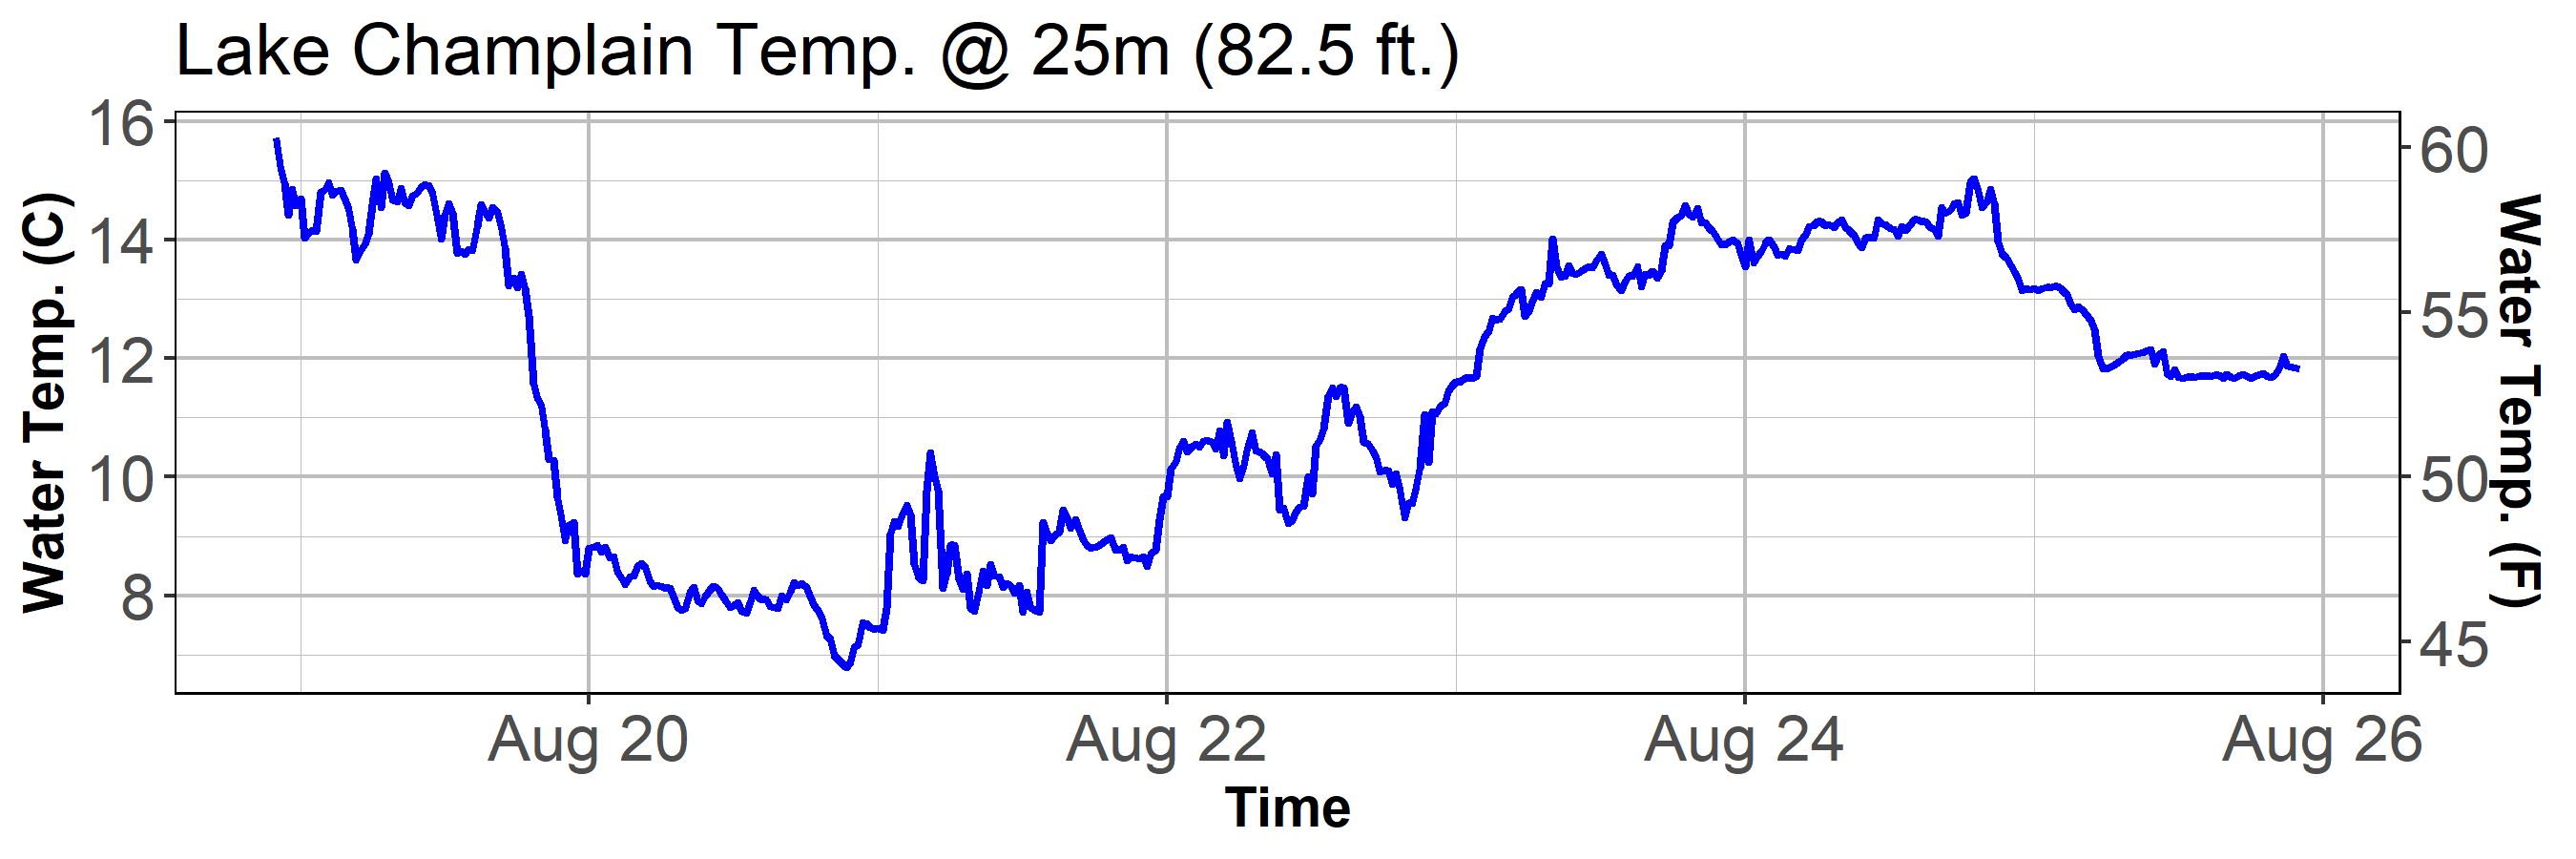 Lake Champlain Temp. @ 25m (82.5 ft.)
Water Temp. (C)
16
14
12
10
8
60
55
50
45
Water Temp. (F)
Aug 20 Aug 22 Aug 24 Aug 26
Time